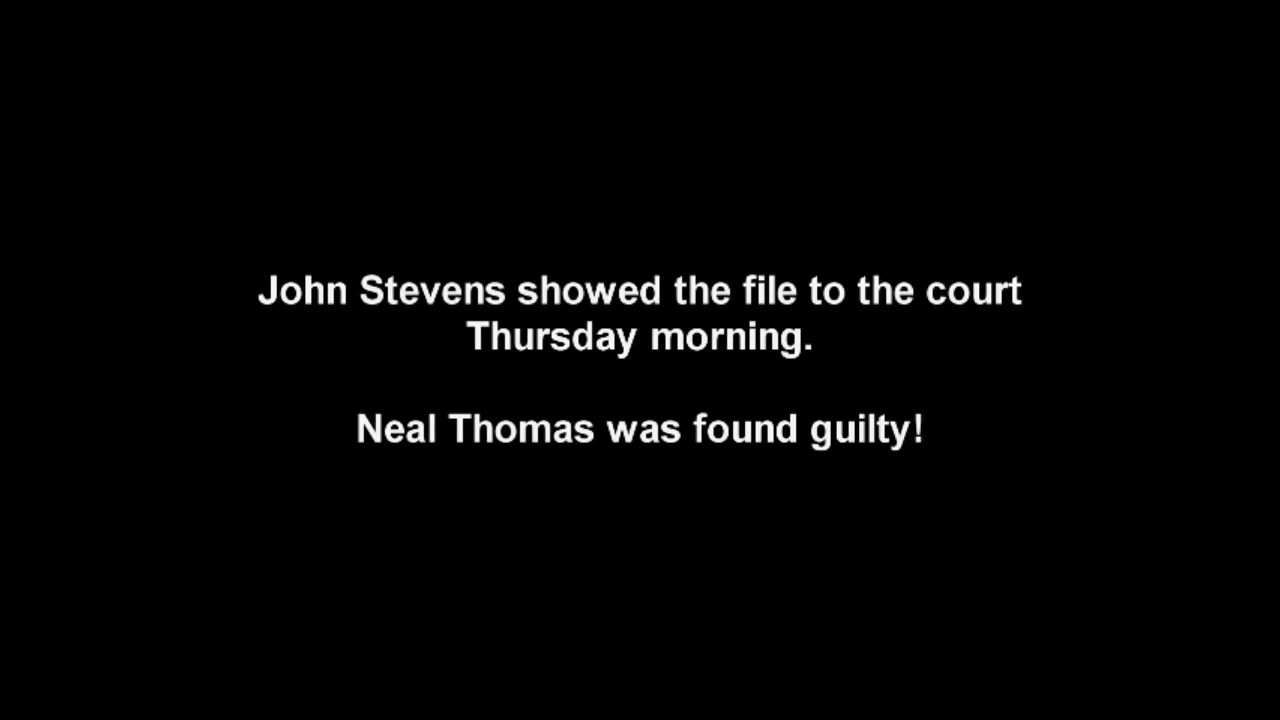 John Stevens showed the file to the court
Thursday morning.
Neal Thomas was found guilty!